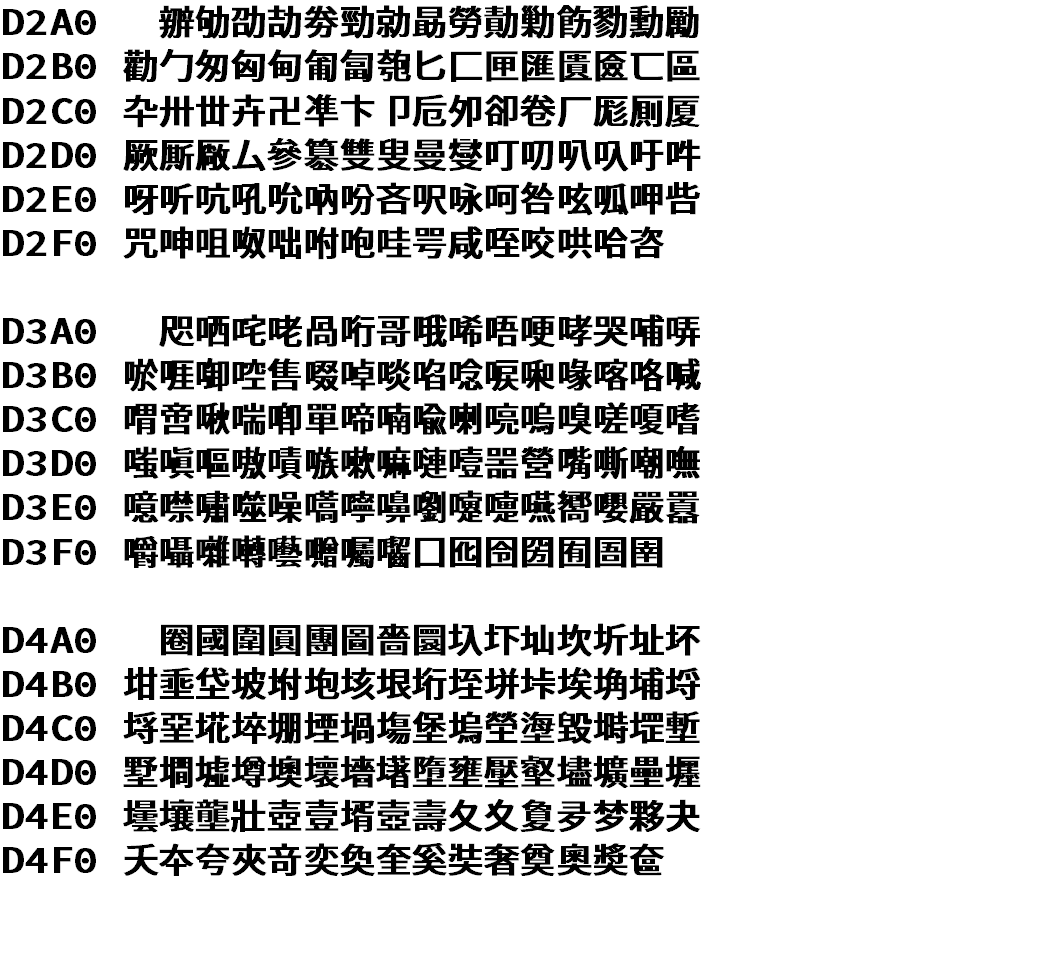 D2A0 辧劬劭劼劵勁勍勗勞勣勦飭勠勳勵
D2B0 勸勹匆匈甸匍匐匏匕匚匣匯匱匳匸區
D2C0 卆卅丗卉卍凖卞卩卮夘卻卷厂厖厠厦
D2D0 厥厮厰厶參簒雙叟曼燮叮叨叭叺吁吽
D2E0 呀听吭吼吮吶吩吝呎咏呵咎呟呱呷呰
D2F0 咒呻咀呶咄咐咆哇咢咸咥咬哄哈咨
D3A0 咫哂咤咾咼哘哥哦唏唔哽哮哭哺哢
D3B0 唹啀啣啌售啜啅啖啗唸唳啝喙喀咯喊
D3C0 喟啻啾喘喞單啼喃喩喇喨嗚嗅嗟嗄嗜
D3D0 嗤嗔嘔嗷嘖嗾嗽嘛嗹噎噐營嘴嘶嘲嘸
D3E0 噫噤嘯噬噪嚆嚀嚊嚠嚔嚏嚥嚮嚶嚴囂
D3F0 嚼囁囃囀囈囎囑囓囗囮囹圀囿圄圉
D4A0 圈國圍圓團圖嗇圜圦圷圸坎圻址坏
D4B0 坩埀垈坡坿垉垓垠垳垤垪垰埃埆埔埒
D4C0 埓堊埖埣堋堙堝塲堡塢塋塰毀塒堽塹
D4D0 墅墹墟墫墺壞墻墸墮壅壓壑壗壙壘壥
D4E0 壜壤壟壯壺壹壻壼壽夂夊夐夛梦夥夬
D4F0 夭夲夸夾竒奕奐奎奚奘奢奠奧奬奩